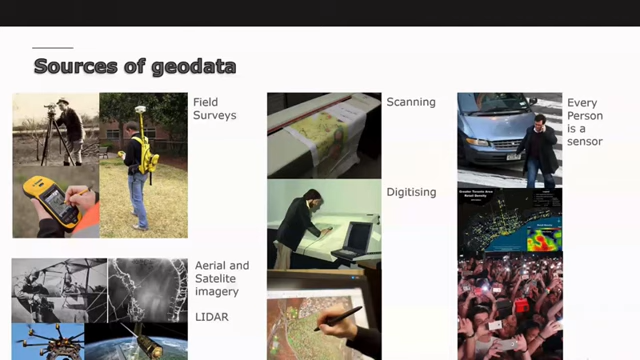 Sources of geodata
Field
Surveys
Scanning
Every
Person
is a
sensor
Digitising
Aerial and
Satelite
imagery
LIDAR